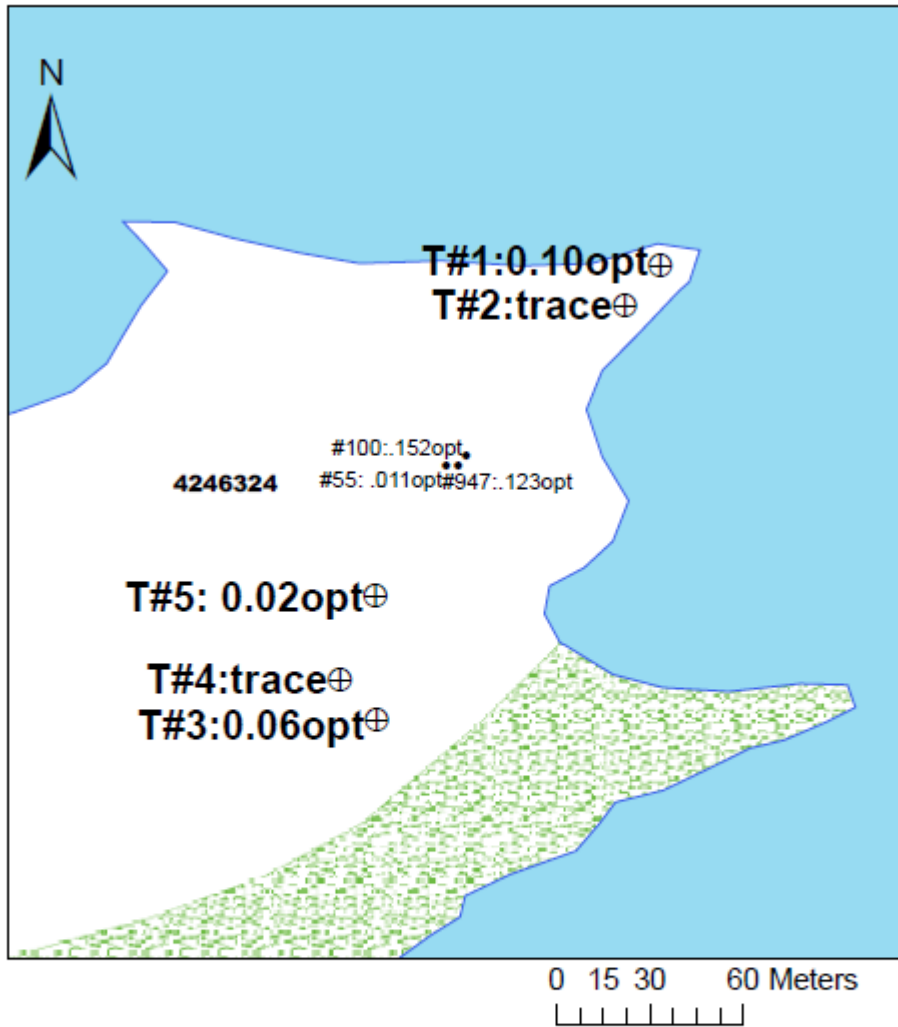 N
T#1:0.10opt
T#2:trace
#100:.152opt
#55: .011opt
#947:.123opt
4246324
T#5: 0.02opt
T#4:trace
T#3:0.06opt
0 15 30 60 Meters